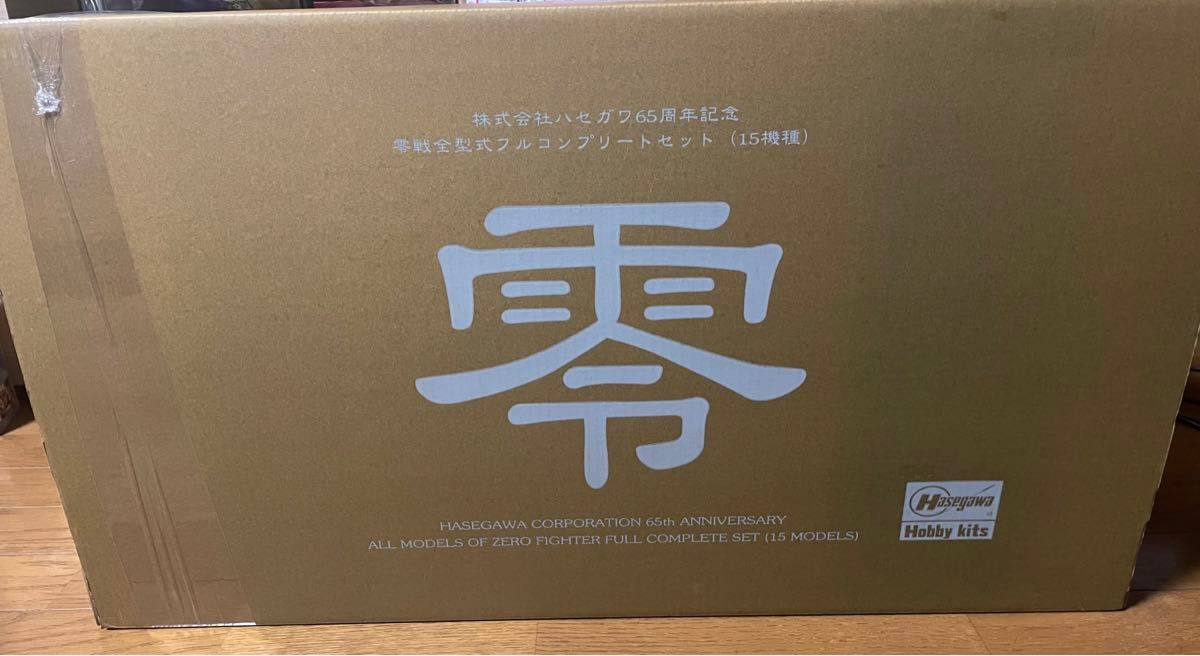 株式会社ハセガワ65周年記念
零戦全型式フルコンプリートセット（15機種）
零
HASEGAWA CORPORATION 65th ANNIVERSARY
ALL MODELS OF ZERO FIGHTER FULL COMPLETE SET (15 MODELS)
Hasegawa
Hobby kits